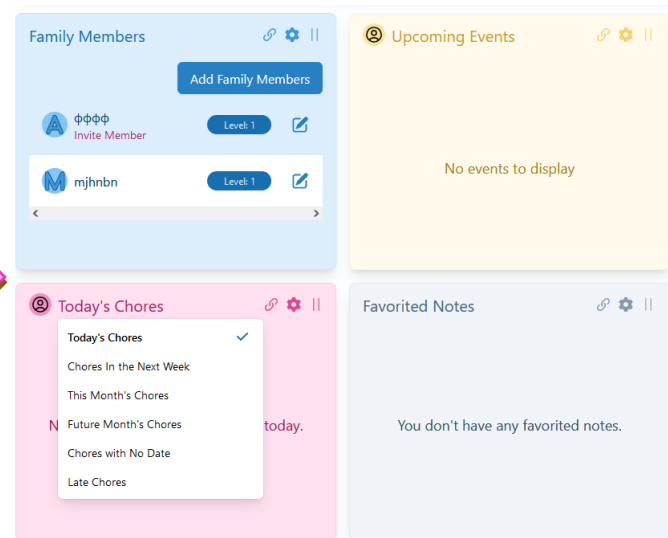 Family Members
Add Family Members
A
фффф
Invite Member
Level: 1
M
mjhnbn
Level: 1
Upcoming Events
No events to display
Today's Chores
Today's Chores
Chores In the Next Week
This Month's Chores
N
today.
Future Month's Chores
Chores with No Date
Late Chores
Favorited Notes
You don't have any favorited notes.